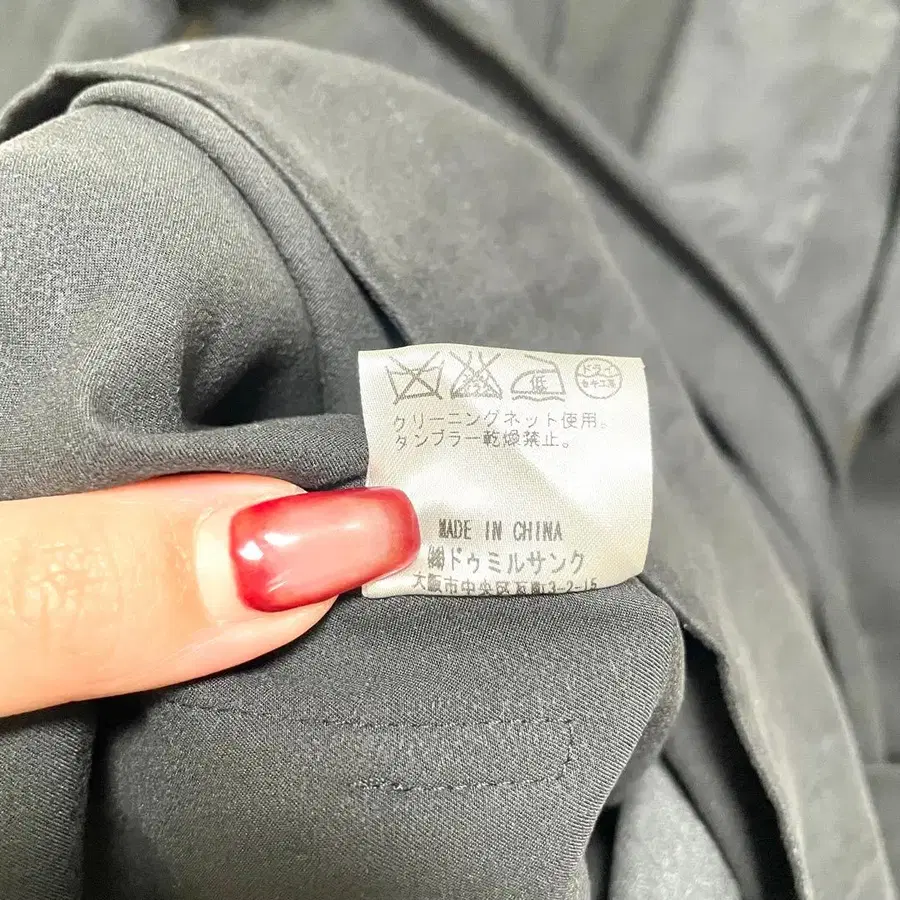 低
ドライ
セキユ系
クリーニングネット使用。
タンブラー乾燥禁止。
MADE IN CHINA
㈱ドゥミルサンク
大阪市中央区瓦町3-2-15